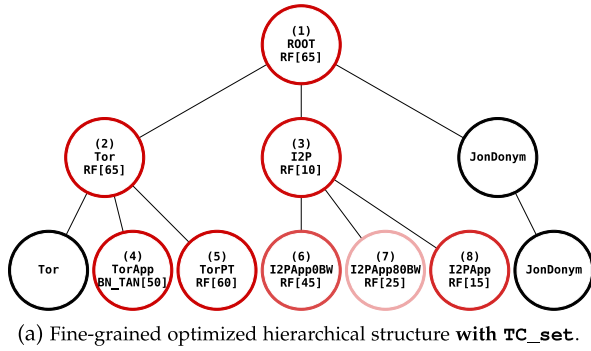 (1)
ROOT
RF[65]
(2)
Tor
RF[65]
(3)
I2P
RF[10]
JonDonym
Tor
(4)
TorApp
BN_TAN[50]
(5)
TorPT
RF[60]
(6)
I2PApp0BW
RF[45]
(7)
I2PApp80BW
RF[25]
(8)
I2PApp
RF[15]
JonDonym
(a) Fine-grained optimized hierarchical structure with TC_set.